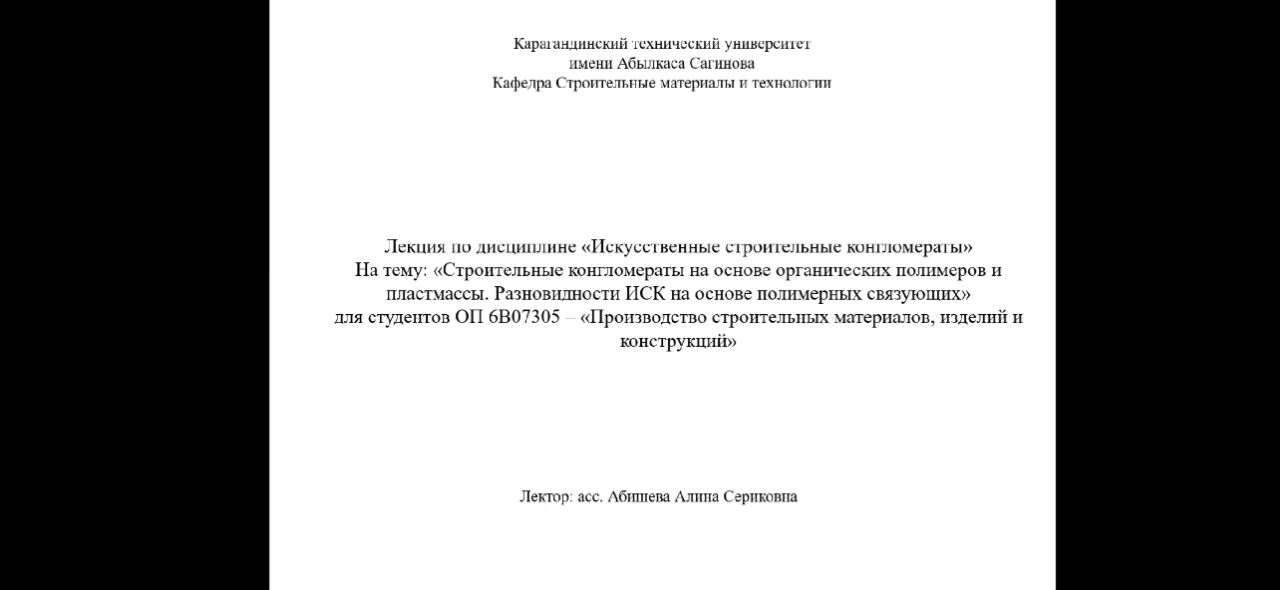 Карагандинский технический университет
имени Абылкаса Сагинова
Кафедра Строительные материалы и технологии
Лекция по дисциплине «Искусственные строительные конгломераты»
На тему: «Строительные конгломераты на основе органических полимеров и
пластмассы. Разновидности ИСК на основе полимерных связующих»
для студентов ОП 6В07305 – «Производство строительных материалов, изделий и
конструкций»
Лектор: асс. Абишева Алина Сериковна